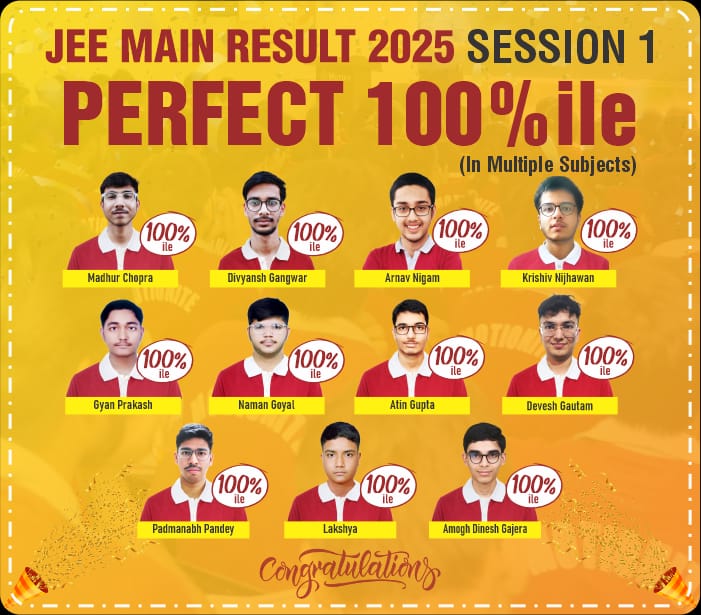 JEE MAIN RESULT 2025 SESSION 1
PERFECT 100%ile
(In Multiple Subjects)
100%
ile
100%
ile
100%
ile
100%
ile
Madhur Chopra
Divyansh Gangwar
Arnav Nigam
Krishiv Nijhawan
100%
ile
100%
ile
100%
ile
100%
ile
Gyan Prakash
Naman Goyal
Atin Gupta
Devesh Gautam
100%
ile
100%
ile
100%
ile
Padmanabh Pandey
Lakshya
Amogh Dinesh Gajera
Congratulations